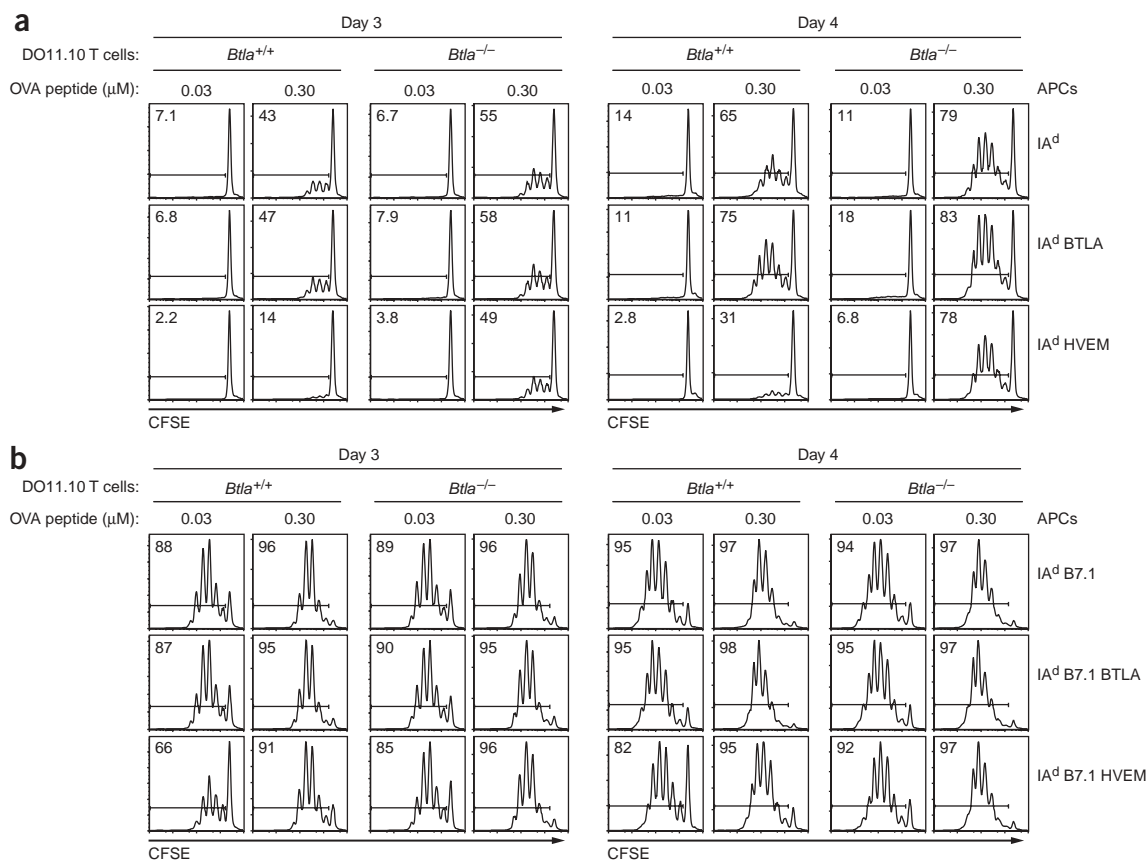 a
Day 3 Day 4
DO11.10 T cells: Btla+/+ Btla–/– Btla+/+ Btla–/–
OVA peptide (µM): 0.03 0.30 0.03 0.30 0.03 0.30 0.03 0.30 APCs
7.1 43 6.7 55 14 65 11 79 IAd
6.8 47 7.9 58 11 75 18 83 IAd BTLA
2.2 14 3.8 49 2.8 31 6.8 78 IAd HVEM
CFSE CFSE
b
Day 3 Day 4
DO11.10 T cells: Btla+/+ Btla–/– Btla+/+ Btla–/–
OVA peptide (µM): 0.03 0.30 0.03 0.30 0.03 0.30 0.03 0.30 APCs
88 96 89 96 95 97 94 97 IAd B7.1
87 95 90 95 95 98 95 97 IAd B7.1 BTLA
66 91 85 96 82 95 92 97 IAd B7.1 HVEM
CFSE CFSE